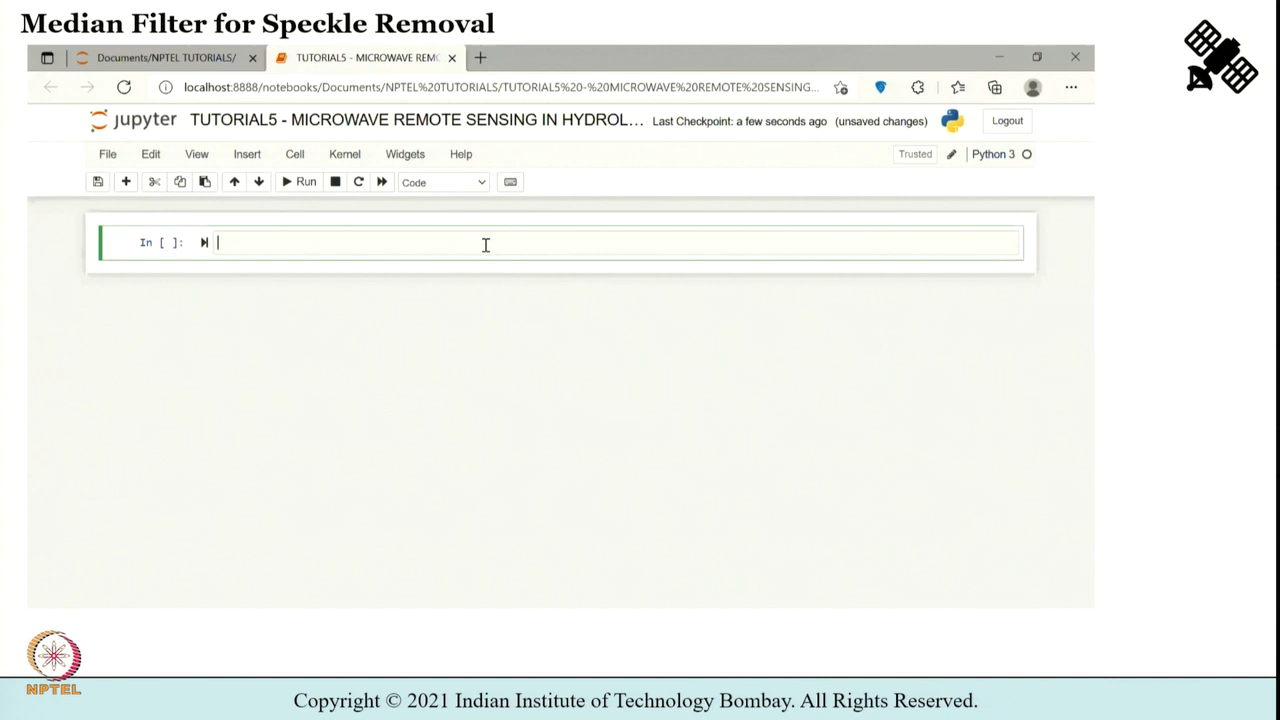 Median Filter for Speckle Removal
Documents/NPTEL TUTORIALS/
TUTORIAL5 - MICROWAVE REM
localhost:8888/notebooks/Documents/NPTEL%20TUTORIALS/TUTORIAL5%20-%20MICROWAVE%20REMOTE%20SENSING...
jupyter TUTORIAL5 - MICROWAVE REMOTE SENSING IN HYDROL... Last Checkpoint: a few seconds ago (unsaved changes) Logout
File Edit View Insert Cell Kernel Widgets Help Trusted Python 3
Run Code
In [ ]:
NPTEL
Copyright © 2021 Indian Institute of Technology Bombay. All Rights Reserved.